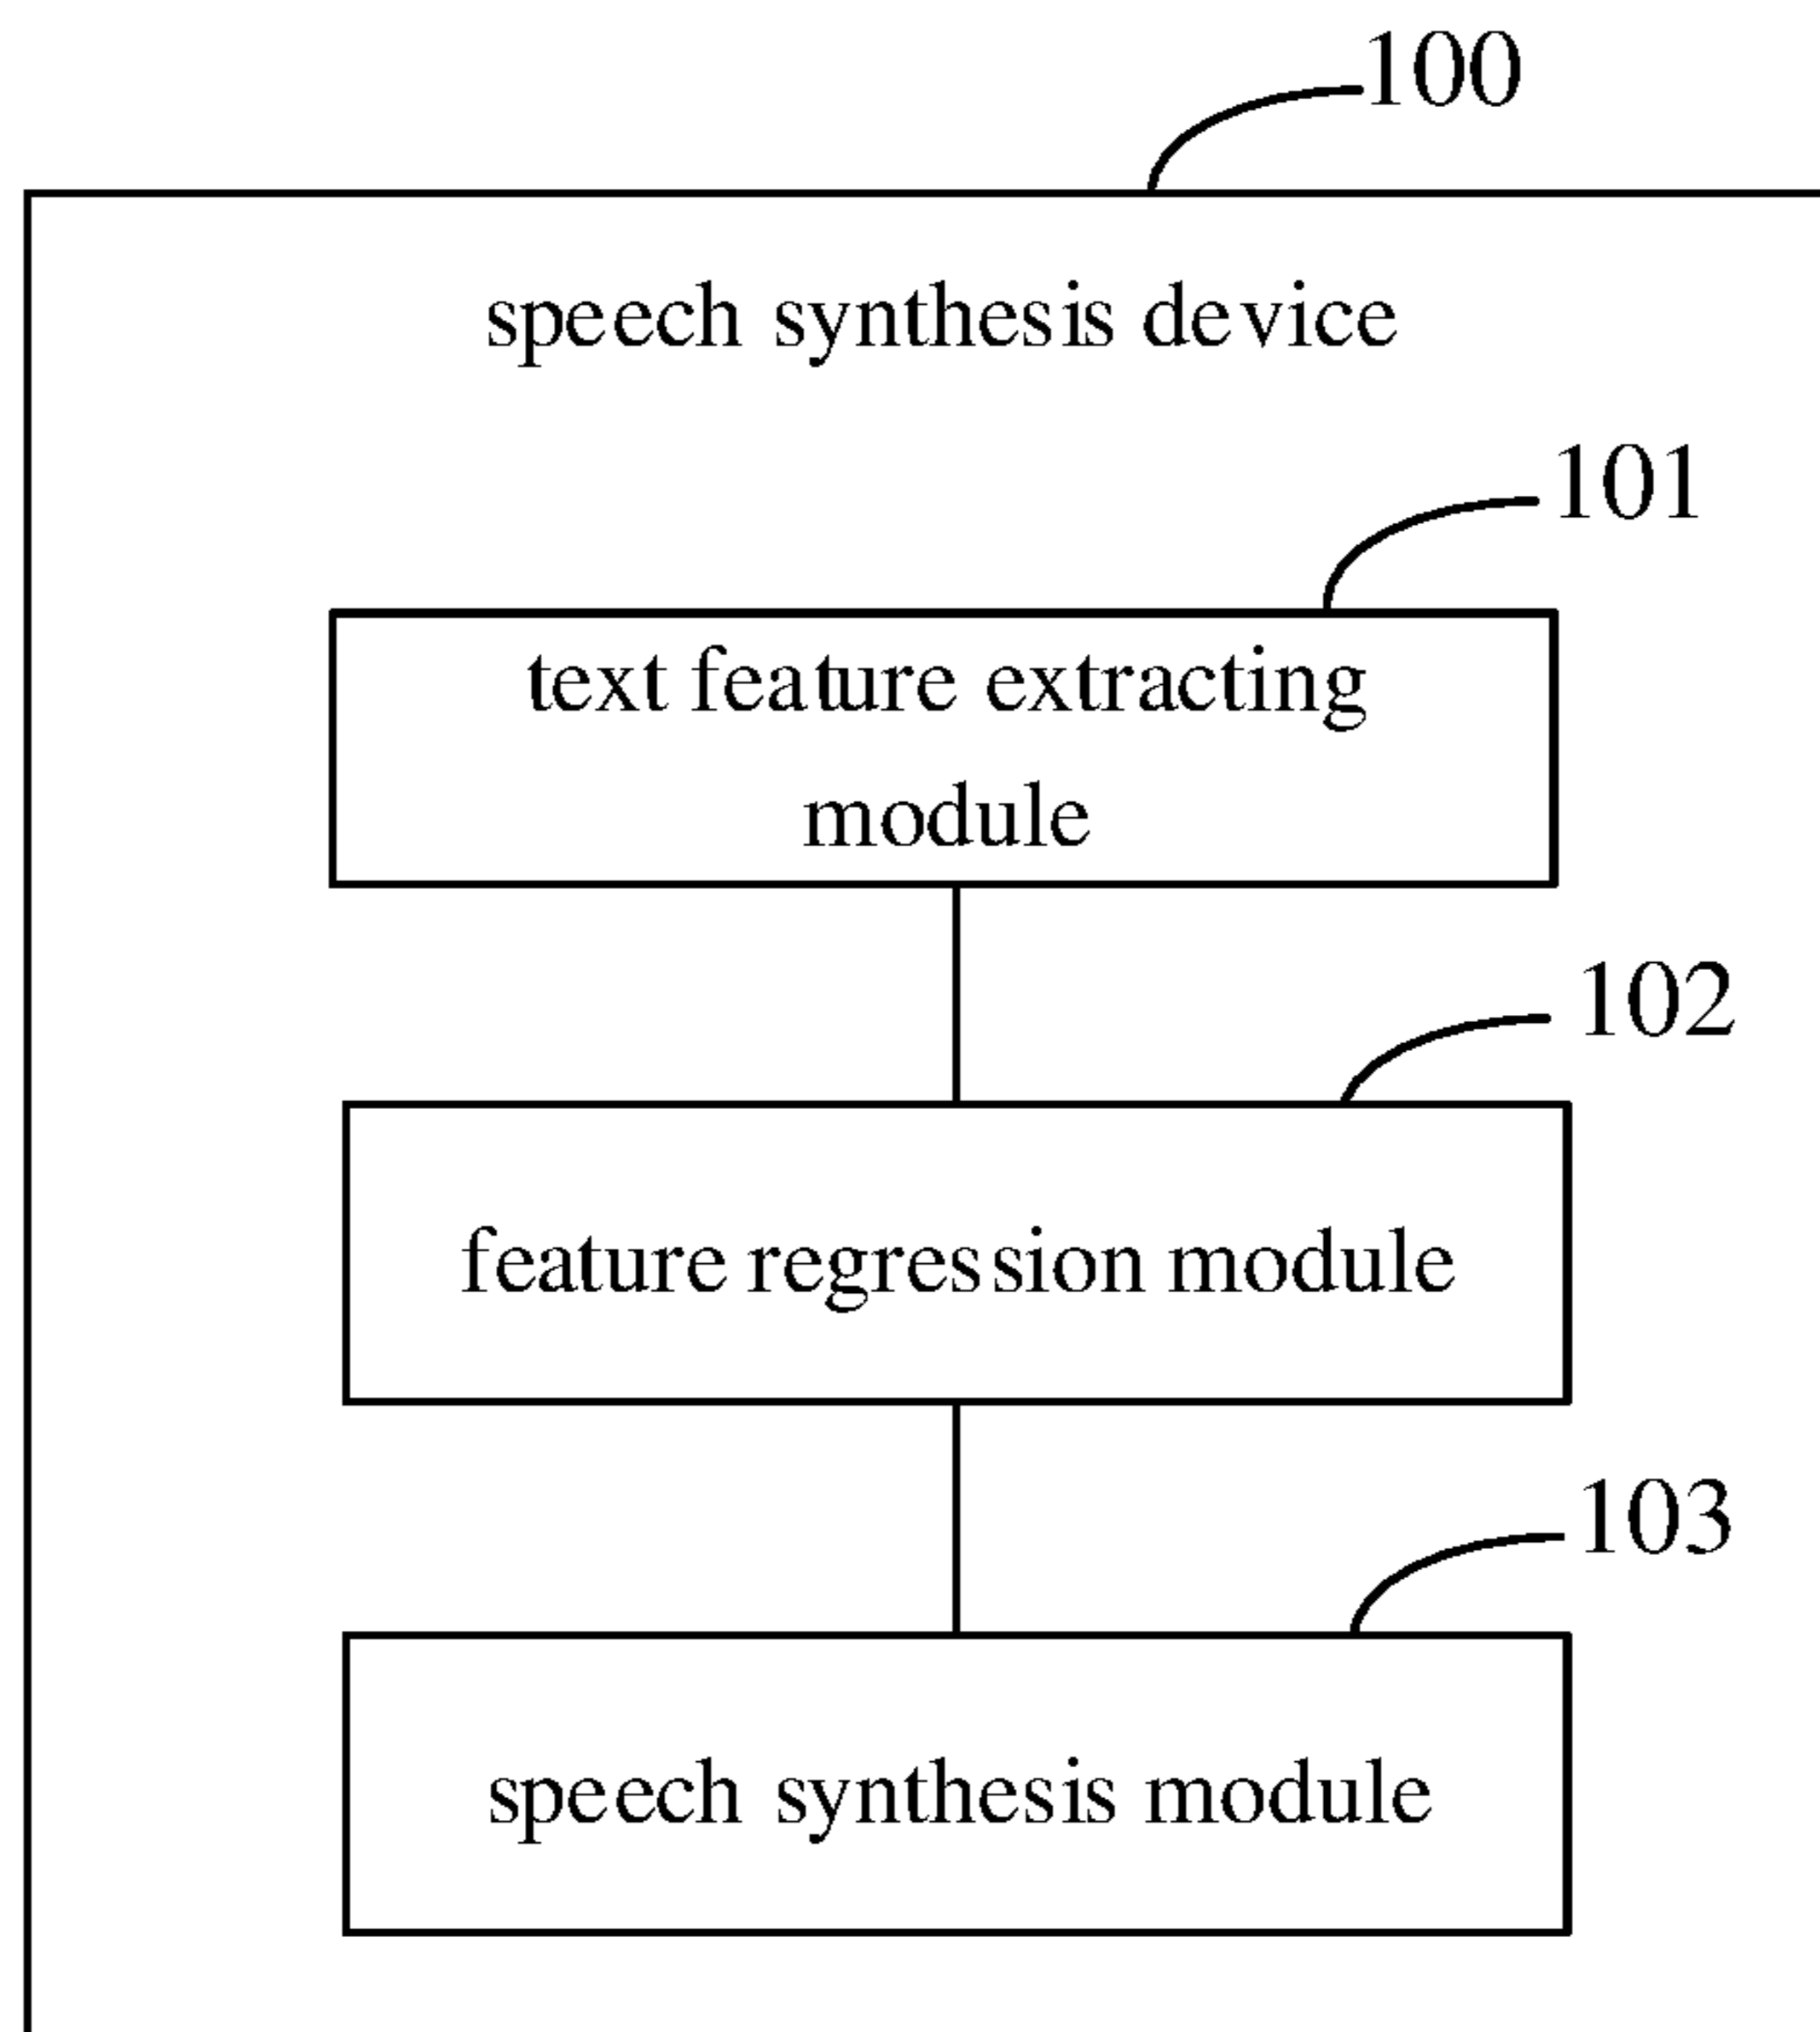 100
speech synthesis device
101
text feature extracting
module
102
feature regression module
103
speech synthesis module